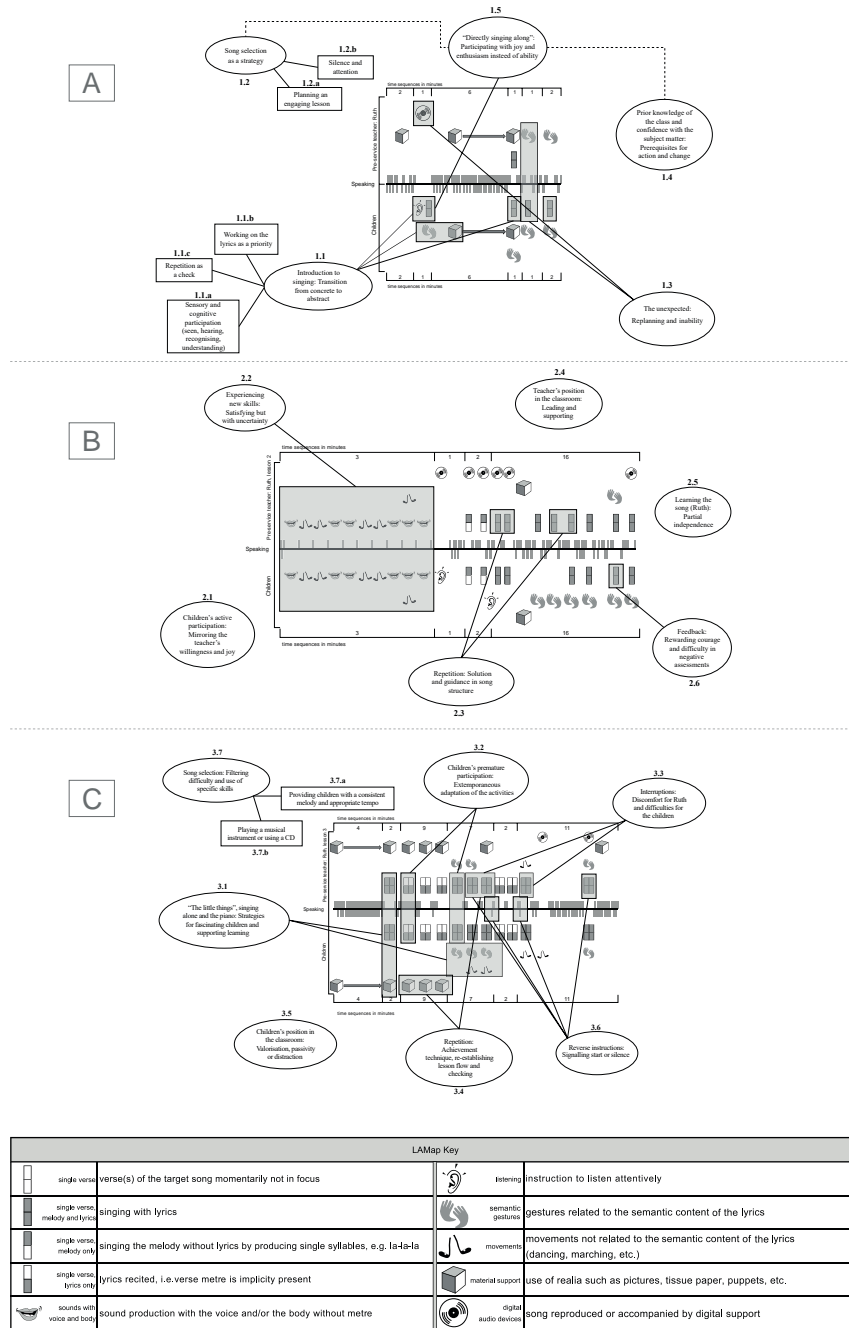 A
1.5
"Directly singing along":
Participating with joy and
enthusiasm insteed of ability
Song selection
as a strategy
1.2
1.2.b
Silence and
attention
1.2.a
Planning an
engaging lesson
time sequences in minutes
2 1 6 1 1 2
Pre-service teacher: Ruth
Speaking
Children
2 1 6 1 1 2
time sequences in minutes
Prior knowledge of
the class and
confidence with the
subject matter:
Prerequisites for
action and change
1.4
1.1.b
Working on the
lyrics as a priority
1.1.c
Repetition as
a check
1.1
Introduction to
singing: Transition
from concrete to
abstract
1.1.a
Sensory and
cognitive
participation
(seen, hearing,
recognising,
understanding)
1.3
The unexpected:
Replanning and inability
B
2.2
Experiencing
new skills:
Satisfying but
with uncertainty
2.4
Teacher's position
in the classroom:
Leading and
supporting
time sequences in minutes
3 1 2 16
Pre-service teacher: Ruth, lesson 2
Speaking
Children
3 1 2 16
time sequences in minutes
2.5
Learning the
song (Ruth):
Partial
independence
2.1
Children's active
participation:
Mirroring the
teacher's
willingness and joy
Repetition: Solution
and guidance in song
structure
2.3
Feedback:
Rewarding courage
and difficulty in
negative
assessments
2.6
C
3.7
Song selection: Filtering
difficulty and use of
specific skills
3.7.a
Providing children with a consistent
melody and appropriate tempo
Playing a musical
instrument or using a CD
3.7.b
3.2
Children's premature
participation:
Extemporaneous
adaptation of the activities
3.3
Interruptions:
Discomfort for Ruth
and difficulties for
the children
time sequences in minutes
4 2 9 7 2 11
Pre-service teacher: Ruth, lesson 3
Speaking
Children
4 2 9 7 2 11
time sequences in minutes
3.1
"The little things", singing
alone and the piano: Strategies
for fascinating children and
supporting learning
3.5
Children's position in
the classroom:
Valorisation, passivity
or distraction
Repetition:
Achievement
technique, re-establishing
lesson flow and
checking
3.4
3.6
Reverse instructions:
Signalling start or silence
LAMap Key
single verse verse(s) of the target song momentarily not in focus
single verse, melody and lyrics singing with lyrics
single verse, melody only singing the melody without lyrics by producing single syllables, e.g. la-la-la
single verse, lyrics only lyrics recited, i.e.verse metre is implicity present
sounds with voice and body sound production with the voice and/or the body without metre
listening instruction to listen attentively
semantic gestures gestures related to the semantic content of the lyrics
movements movements not related to the semantic content of the lyrics
(dancing, marching, etc.)
material support use of realia such as pictures, tissue paper, puppets, etc.
digital audio devices song reproduced or accompanied by digital support